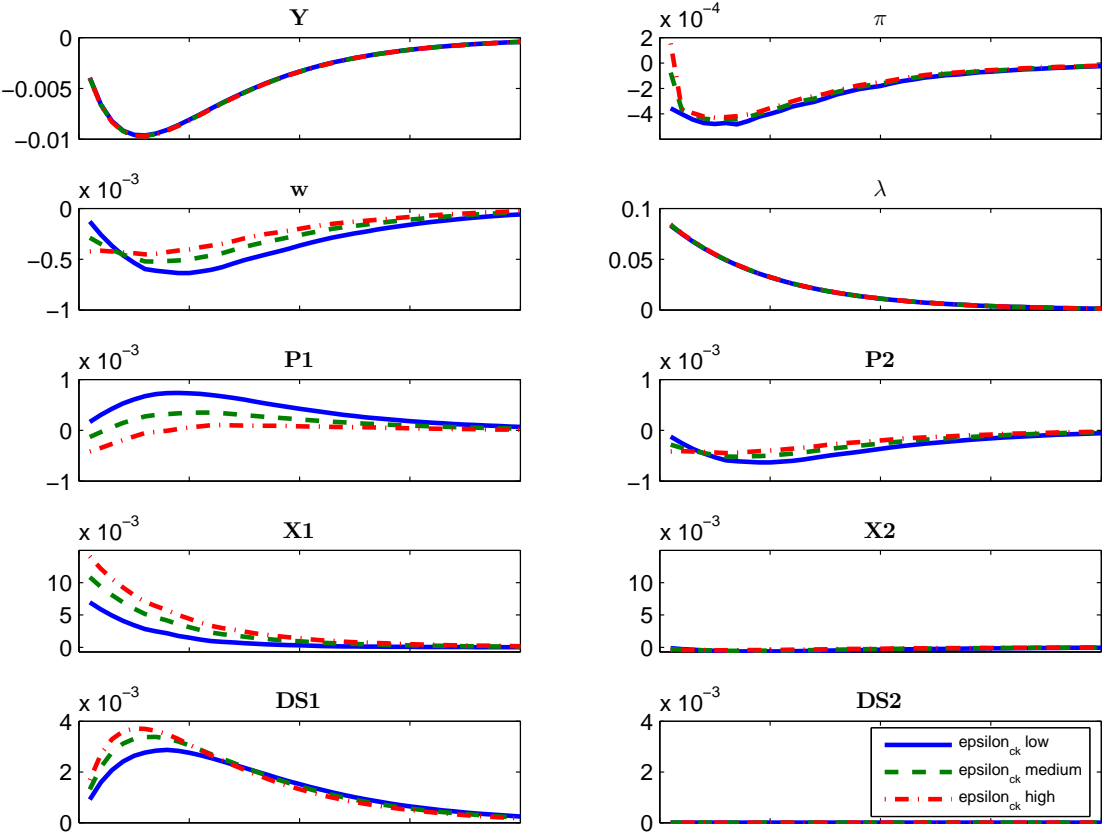 Y
0
−0.005
−0.01
x 10⁻⁴
π
2
0
−2
−4
x 10⁻³
w
0
−0.5
−1
λ
0.1
0.05
0
x 10⁻³
P1
1
0
−1
x 10⁻³
P2
1
0
−1
x 10⁻³
X1
10
5
0
x 10⁻³
X2
10
5
0
x 10⁻³
DS1
4
2
0
x 10⁻³
DS2
4
2
0
epsilon_ck low
epsilon_ck medium
epsilon_ck high